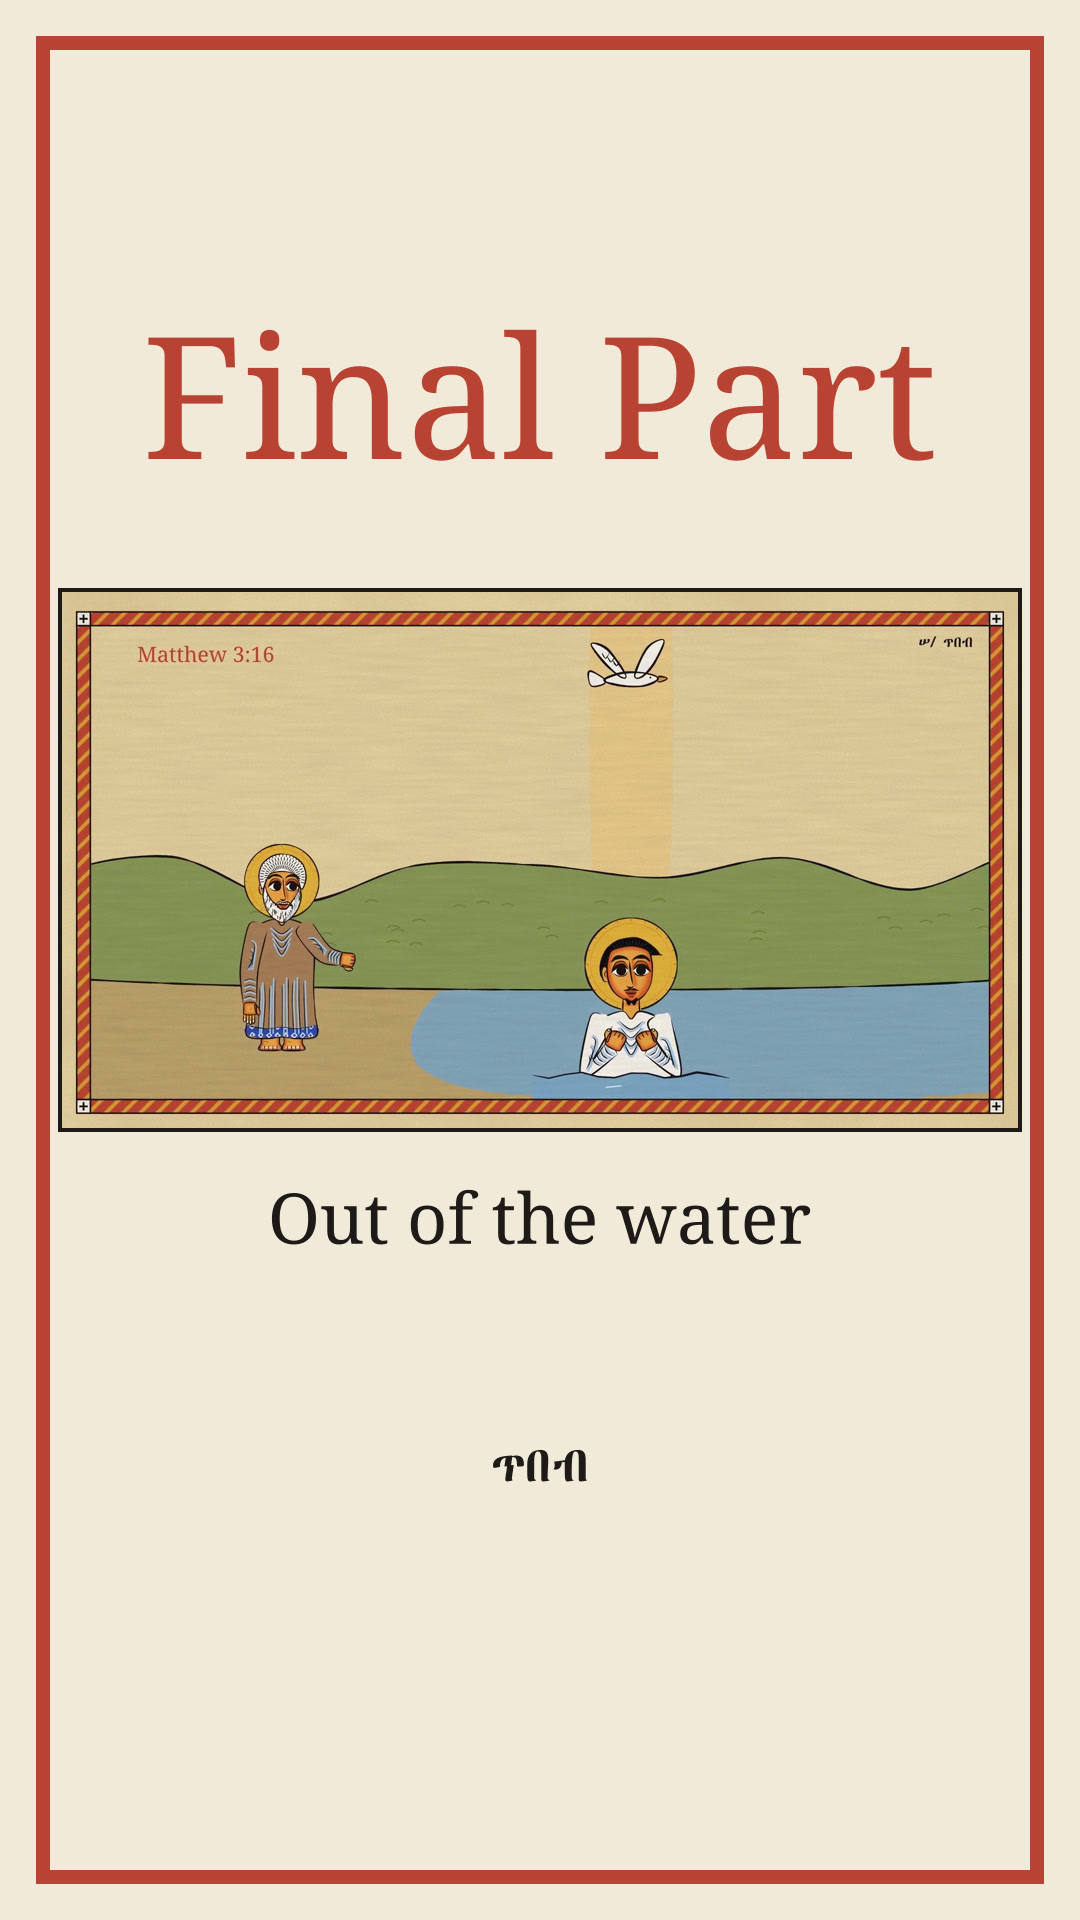 Final Part
Matthew 3:16
ሥ/ ጥበብ
Out of the water
ጥበብ